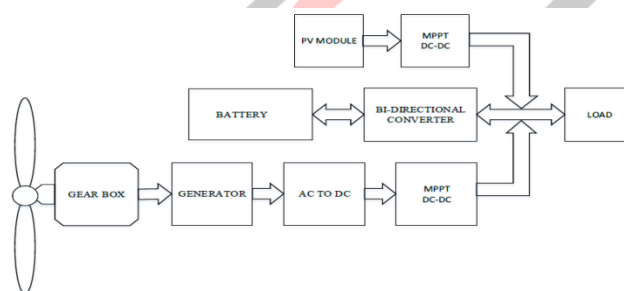 PV MODULE
MPPT
DC-DC
BATTERY
BI-DIRECTIONAL
CONVERTER
LOAD
GEAR BOX
GENERATOR
AC TO DC
MPPT
DC-DC